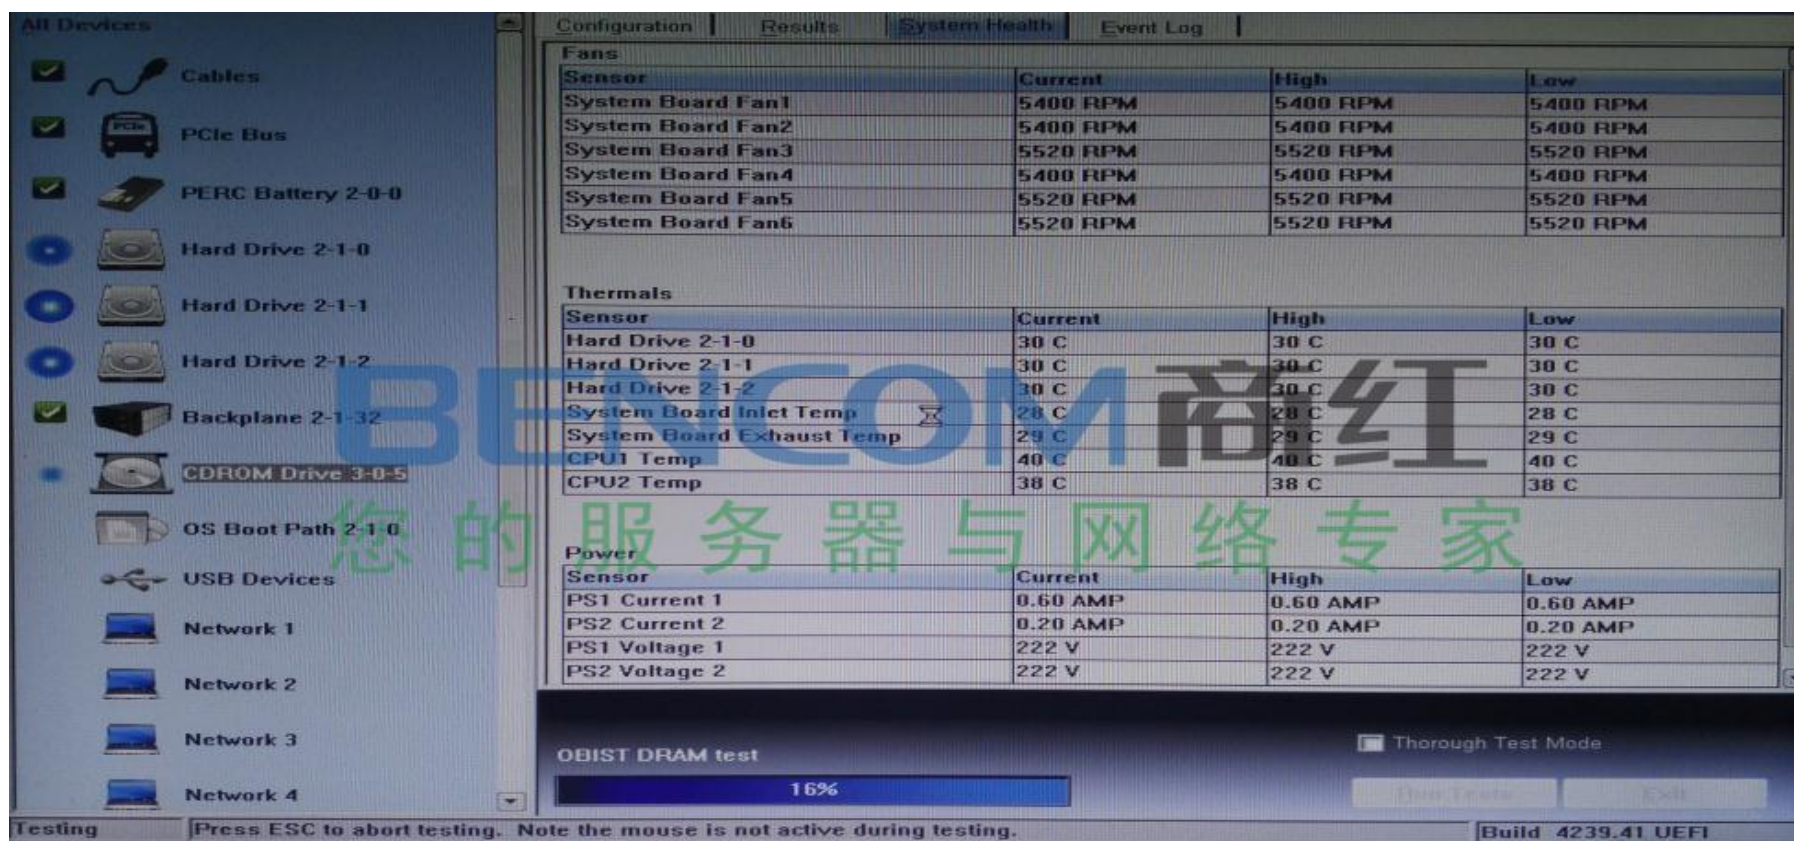 All Devices
Cables
PCIe
PCIe Bus
PERC Battery 2-0-0
Hard Drive 2-1-0
Hard Drive 2-1-1
Hard Drive 2-1-2
Backplane 2-1-32
CDROM Drive 3-0-5
OS Boot Path 2-1-0
USB Devices
Network 1
Network 2
Network 3
Network 4
Configuration Results System Health Event Log
Fans
Sensor Current High Low
System Board Fan1 5400 RPM 5400 RPM 5400 RPM
System Board Fan2 5400 RPM 5400 RPM 5400 RPM
System Board Fan3 5520 RPM 5520 RPM 5520 RPM
System Board Fan4 5400 RPM 5400 RPM 5400 RPM
System Board Fan5 5520 RPM 5520 RPM 5520 RPM
System Board Fan6 5520 RPM 5520 RPM 5520 RPM
Thermals
Sensor Current High Low
Hard Drive 2-1-0 30 C 30 C 30 C
Hard Drive 2-1-1 30 C 30 C 30 C
Hard Drive 2-1-2 30 C 30 C 30 C
System Board Inlet Temp 28 C 28 C 28 C
System Board Exhaust Temp 29 C 29 C 29 C
CPU1 Temp 40 C 40 C 40 C
CPU2 Temp 38 C 38 C 38 C
BENCOM商红
您的服务器与网络专家
Power
Sensor Current High Low
PS1 Current 1 0.60 AMP 0.60 AMP 0.60 AMP
PS2 Current 2 0.20 AMP 0.20 AMP 0.20 AMP
PS1 Voltage 1 222 V 222 V 222 V
PS2 Voltage 2 222 V 222 V 222 V
OBIST DRAM test
16%
Thorough Test Mode
Run Tests Exit
Testing Press ESC to abort testing. Note the mouse is not active during testing. Build 4239.41 UEFI